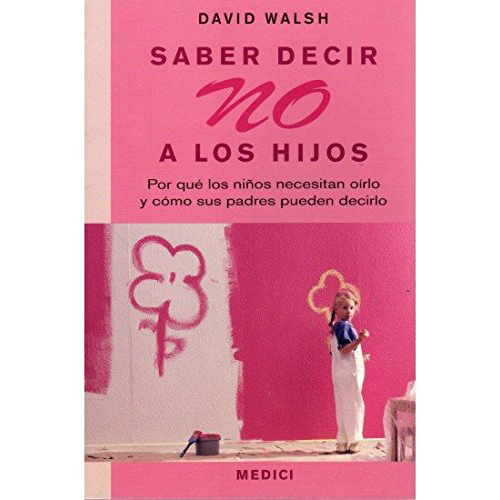 DAVID WALSH
SABER DECIR
NO
A LOS HIJOS
Por qué los niños necesitan oírlo
y cómo sus padres pueden decirlo
MEDICI